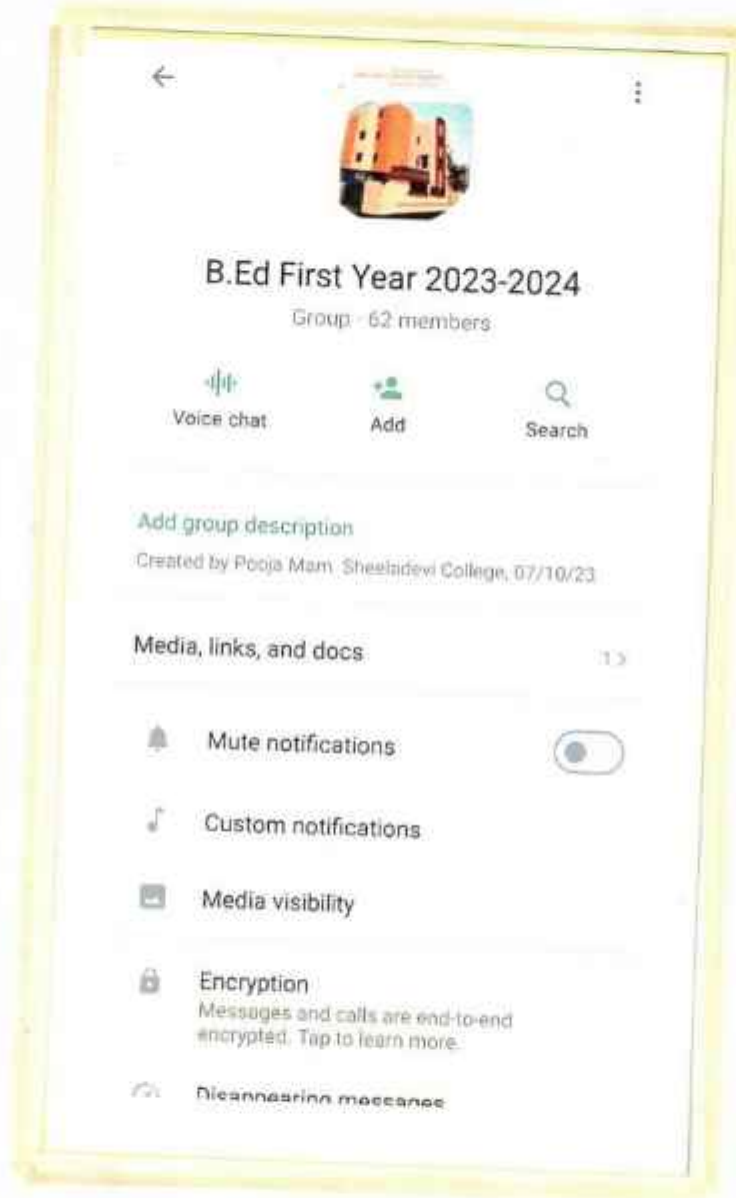 B.Ed First Year 2023-2024
Group · 62 members
Voice chat
Add
Search
Add group description
Created by Pooja Mam Sheeladevi College, 07/10/23
Media, links, and docs
1 >
Mute notifications
Custom notifications
Media visibility
Encryption
Messages and calls are end-to-end
encrypted. Tap to learn more.
Disappearing messages